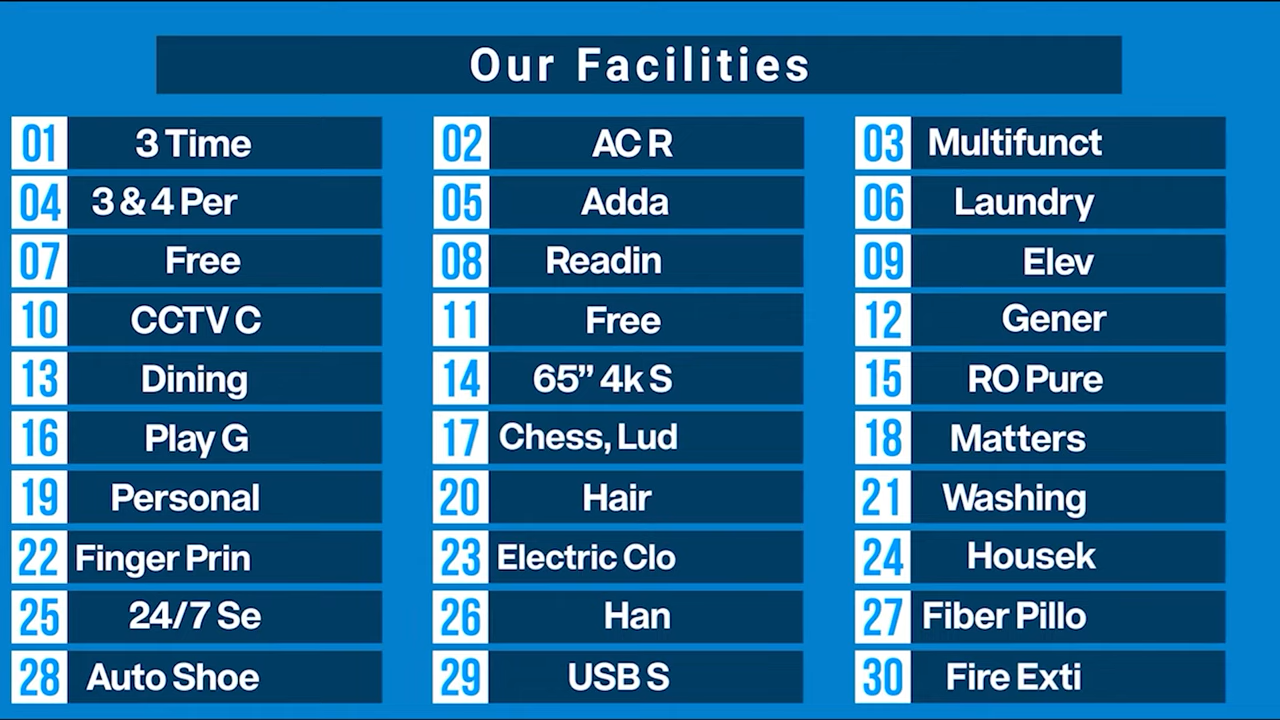 Our Facilities
01 3 Time
02 AC R
03 Multifunct
04 3 & 4 Per
05 Adda
06 Laundry
07 Free
08 Readin
09 Elev
10 CCTV C
11 Free
12 Gener
13 Dining
14 65” 4k S
15 RO Pure
16 Play G
17 Chess, Lud
18 Matters
19 Personal
20 Hair
21 Washing
22 Finger Prin
23 Electric Clo
24 Housek
25 24/7 Se
26 Han
27 Fiber Pillo
28 Auto Shoe
29 USB S
30 Fire Exti